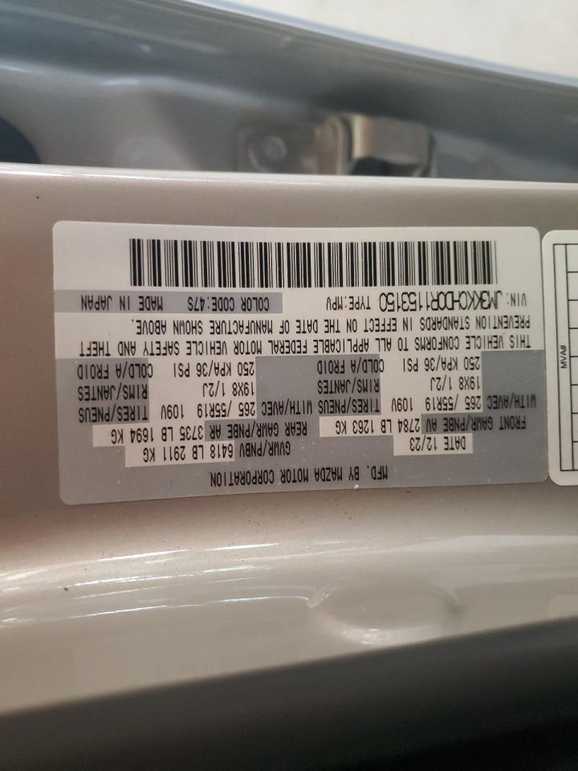 MFD. BY MAZDA MOTOR CORPORATION
DATE 12/23 GVWR/PNBV 6418 LB 2911 KG
FRONT GAWR/PNBE AV 2784 LB 1263 KG REAR GAWR/PNBE AR 3735 LB 1694 KG
WITH/AVEC TIRES/PNEUS 265 /55R19 109V WITH/AVEC TIRES/PNEUS 265 /55R19 109V
RIMS/JANTES 19X8 1/2J RIMS/JANTES 19X8 1/2J
COLD/A FROID 250 KPA/36 PSI COLD/A FROID 250 KPA/36 PSI
THIS VEHICLE CONFORMS TO ALL APPLICABLE FEDERAL MOTOR VEHICLE SAFETY AND THEFT
PREVENTION STANDARDS IN EFFECT ON THE DATE OF MANUFACTURE SHOWN ABOVE.
VIN: JM3KKCHD0R1153150 TYPE:MPV COLOR CODE:47S MADE IN JAPAN